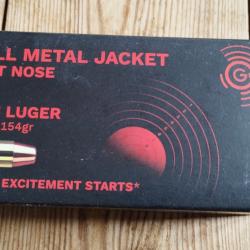 LL METAL JACKET
T NOSE
LUGER
154gr
EXCITEMENT STARTS*
G